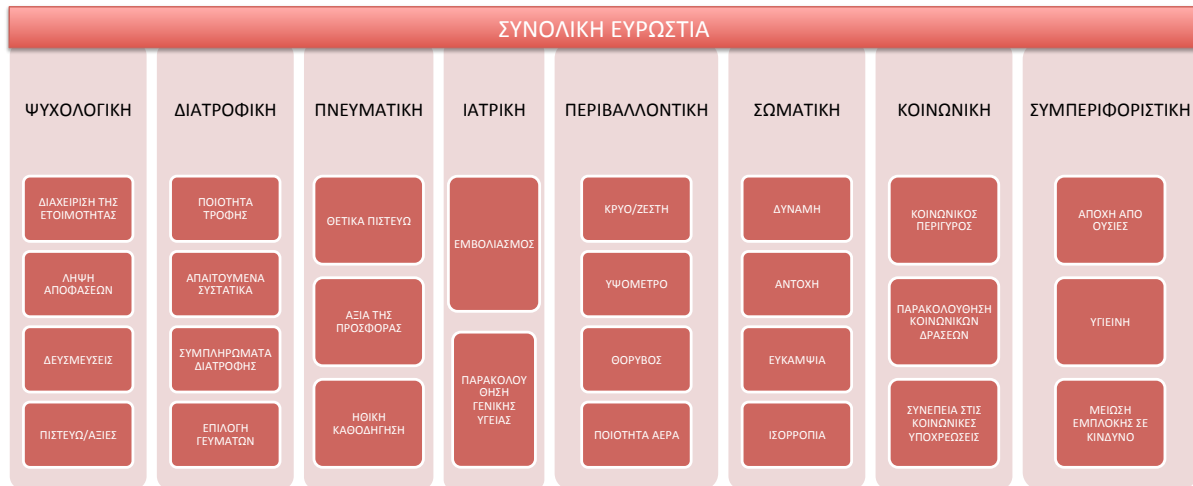 ΣΥΝΟΛΙΚΗ ΕΥΡΩΣΤΙΑ
ΨΥΧΟΛΟΓΙΚΗ
ΔΙΑΧΕΙΡΙΣΗ ΤΗΣ
ΕΤΟΙΜΟΤΗΤΑΣ
ΛΗΨΗ
ΑΠΟΦΑΣΕΩΝ
ΔΕΥΣΜΕΥΣΕΙΣ
ΠΙΣΤΕΥΩ/ΑΞΙΕΣ
ΔΙΑΤΡΟΦΙΚΗ
ΠΟΙΟΤΗΤΑ
ΤΡΟΦΗΣ
ΑΠΑΙΤΟΥΜΕΝΑ
ΣΥΣΤΑΤΙΚΑ
ΣΥΜΠΛΗΡΩΜΑΤΑ
ΔΙΑΤΡΟΦΗΣ
ΕΠΙΛΟΓΗ
ΓΕΥΜΑΤΩΝ
ΠΝΕΥΜΑΤΙΚΗ
ΘΕΤΙΚΑ ΠΙΣΤΕΥΩ
ΑΞΙΑ ΤΗΣ
ΠΡΟΣΦΟΡΑΣ
ΗΘΙΚΗ
ΚΑΘΟΔΗΓΗΣΗ
ΙΑΤΡΙΚΗ
ΕΜΒΟΛΙΑΣΜΟΣ
ΠΑΡΑΚΟΛΟΥ
ΘΗΣΗ
ΓΕΝΙΚΗΣ
ΥΓΕΙΑΣ
ΠΕΡΙΒΑΛΛΟΝΤΙΚΗ
ΚΡΥΟ/ΖΕΣΤΗ
ΥΨΟΜΕΤΡΟ
ΘΟΡΥΒΟΣ
ΠΟΙΟΤΗΤΑ ΑΕΡΑ
ΣΩΜΑΤΙΚΗ
ΔΥΝΑΜΗ
ΑΝΤΟΧΗ
ΕΥΚΑΜΨΙΑ
ΙΣΟΡΡΟΠΙΑ
ΚΟΙΝΩΝΙΚΗ
ΚΟΙΝΩΝΙΚΟΣ
ΠΕΡΙΓΥΡΟΣ
ΠΑΡΑΚΟΛΟΥΘΗΣΗ
ΚΟΙΝΩΝΙΚΩΝ
ΔΡΑΣΕΩΝ
ΣΥΝΕΠΕΙΑ ΣΤΙΣ
ΚΟΙΝΩΝΙΚΕΣ
ΥΠΟΧΡΕΩΣΕΙΣ
ΣΥΜΠΕΡΙΦΟΡΙΣΤΙΚΗ
ΑΠΟΧΗ ΑΠΟ
ΟΥΣΙΕΣ
ΥΓΙΕΙΝΗ
ΜΕΙΩΣΗ
ΕΜΠΛΟΚΗΣ ΣΕ
ΚΙΝΔΥΝΟ